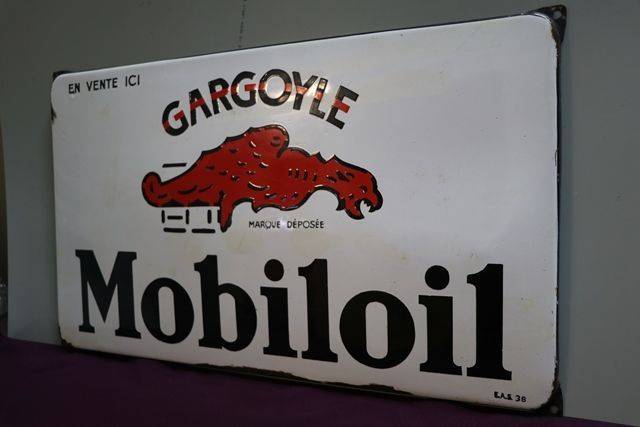 EN VENTE ICI
GARGOYLE
MARQUE DÉPOSÉE
Mobiloil
E.A.S. 38